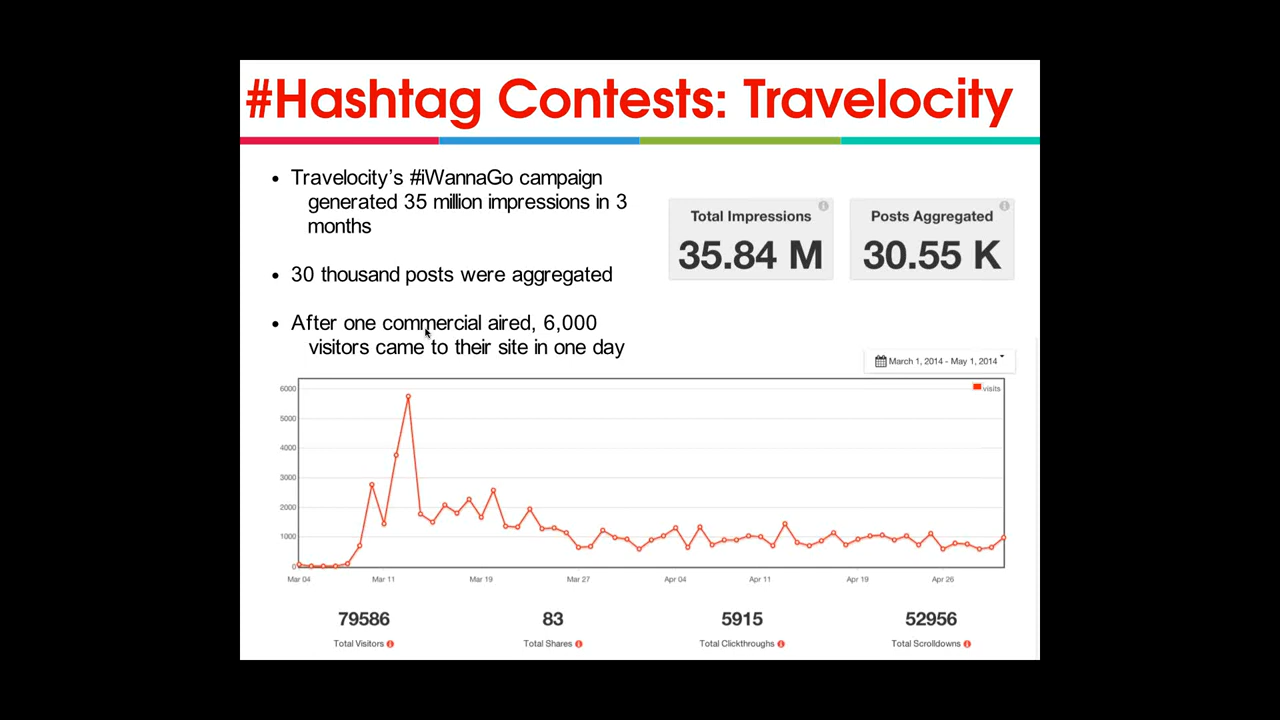 #Hashtag Contests: Travelocity
• Travelocity's #iWannaGo campaign
generated 35 million impressions in 3
months
• 30 thousand posts were aggregated
• After one commercial aired, 6,000
visitors came to their site in one day
Total Impressions
35.84 M
Posts Aggregated
30.55 K
March 1, 2014 - May 1, 2014
visits
6000
5000
4000
3000
2000
1000
0
Mar 04 Mar 11 Mar 19 Mar 27 Apr 04 Apr 11 Apr 19 Apr 26
79586 83 5915 52956
Total Visitors Total Shares Total Clickthroughs Total Scrolldowns